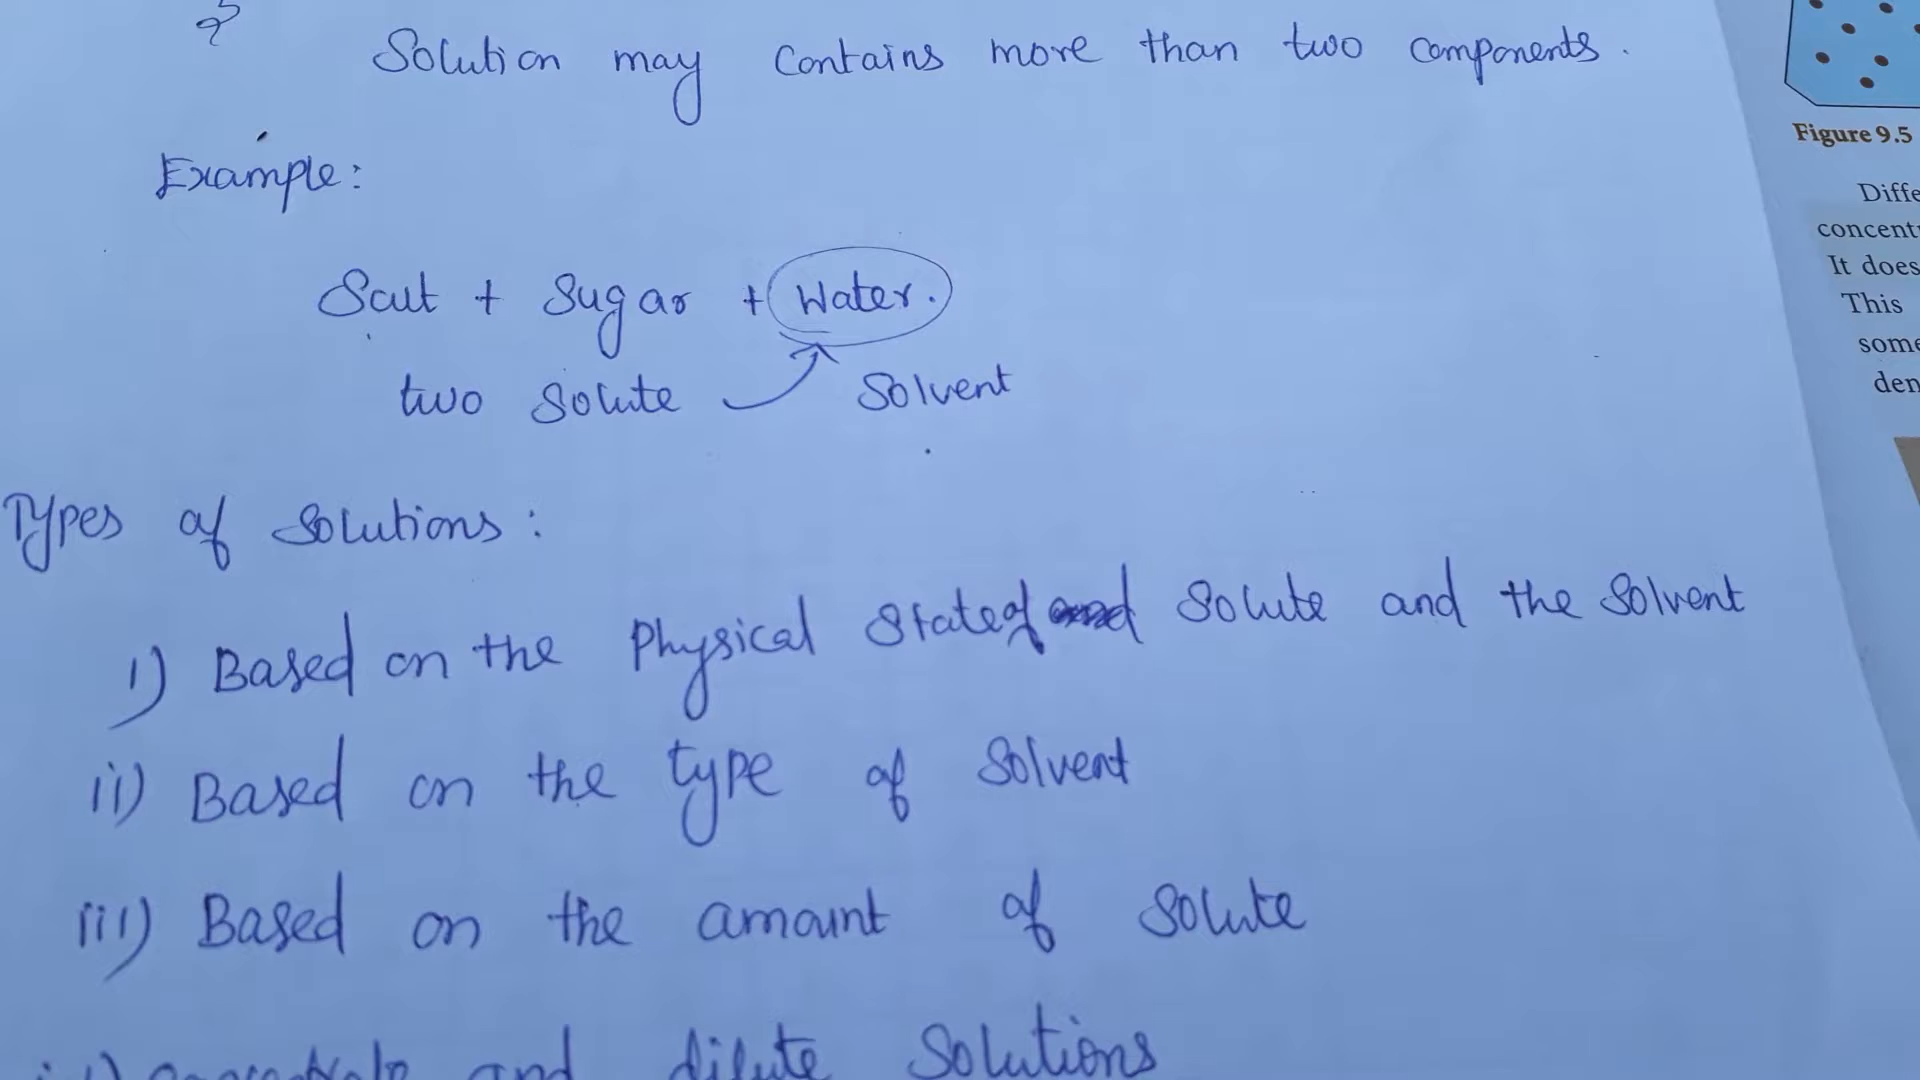 Solution may contains more than two components.
Example:
Salt + Sugar + Water.
two solute Solvent
Types of Solutions:
i) Based on the Physical State of Solute and the Solvent
ii) Based on the type of Solvent
iii) Based on the amount of Solute
and dilute Solutions
Figure 9.5
Diffe
concent
It does
This
some
den